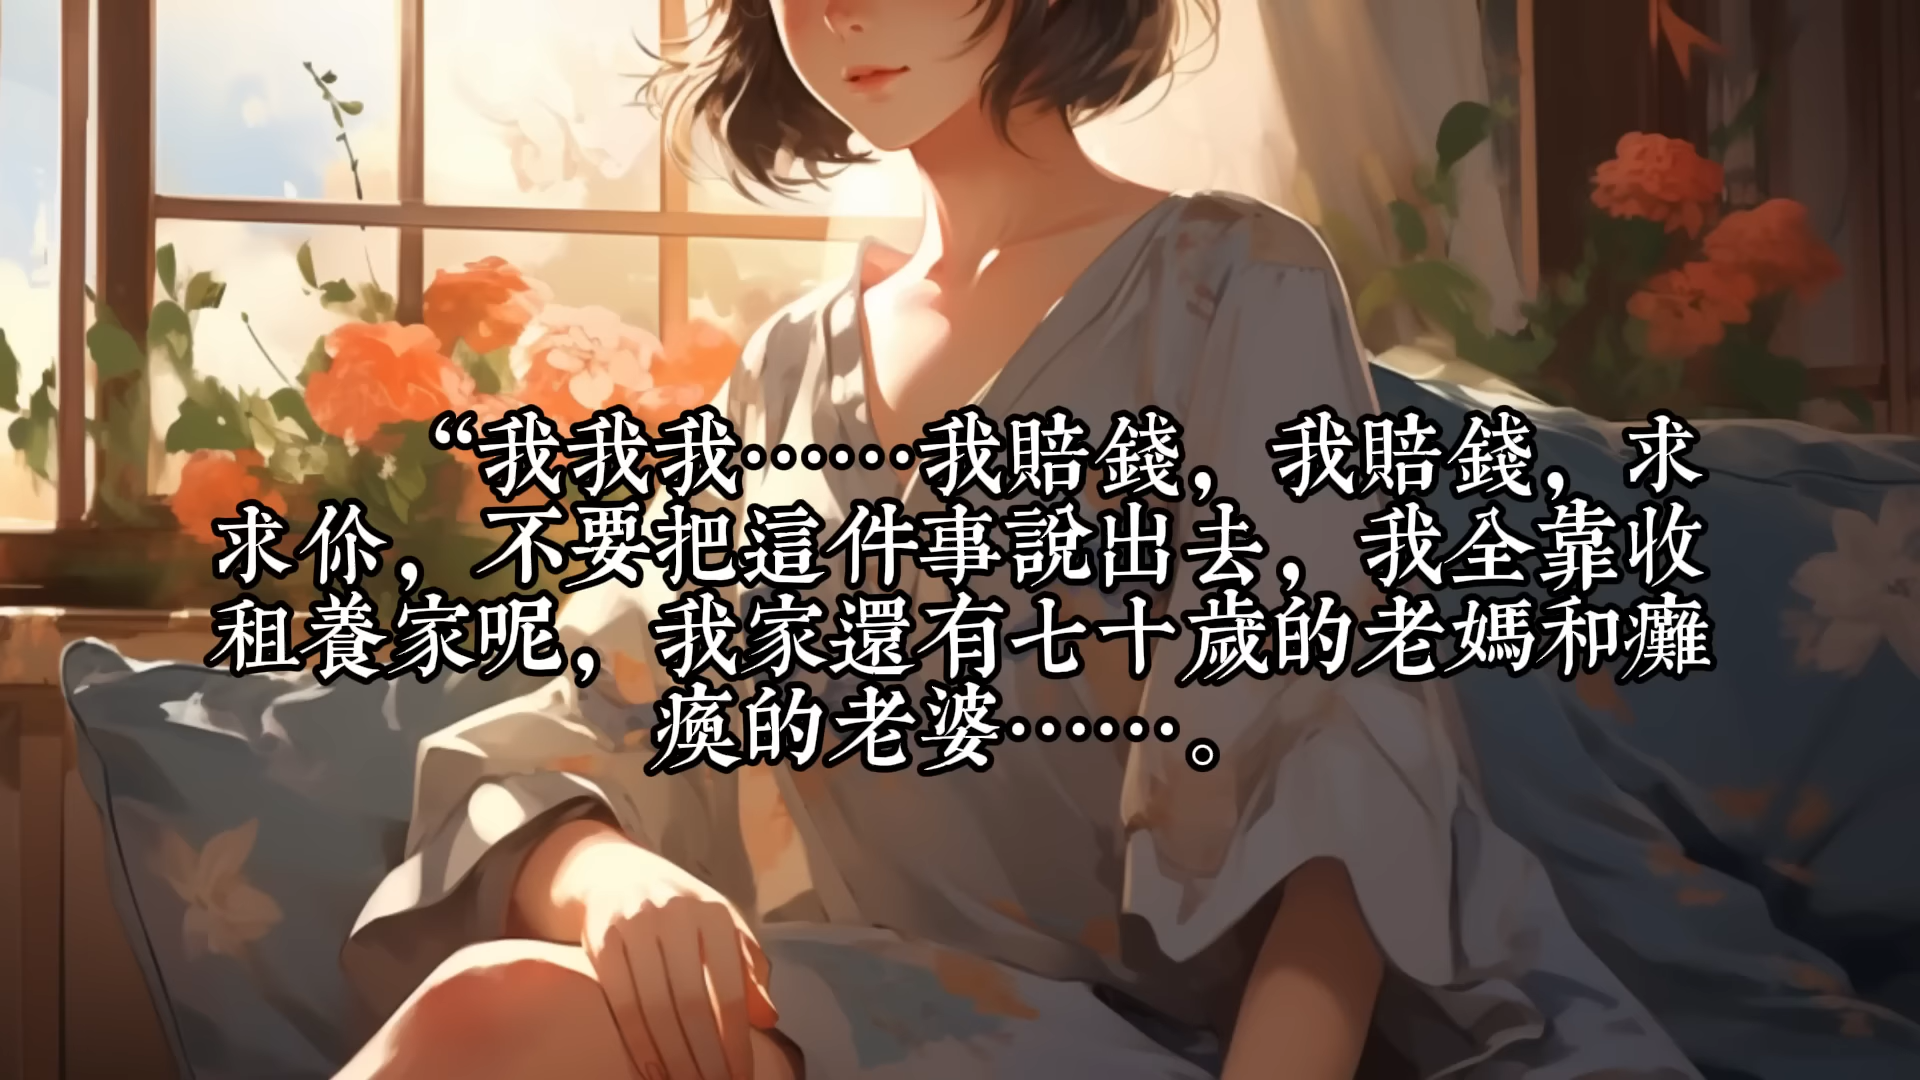 “我我我……我賠錢，我賠錢，求
求你，不要把這件事說出去，我全靠收
租養家呢，我家還有七十歲的老媽和癱
瘓的老婆……。